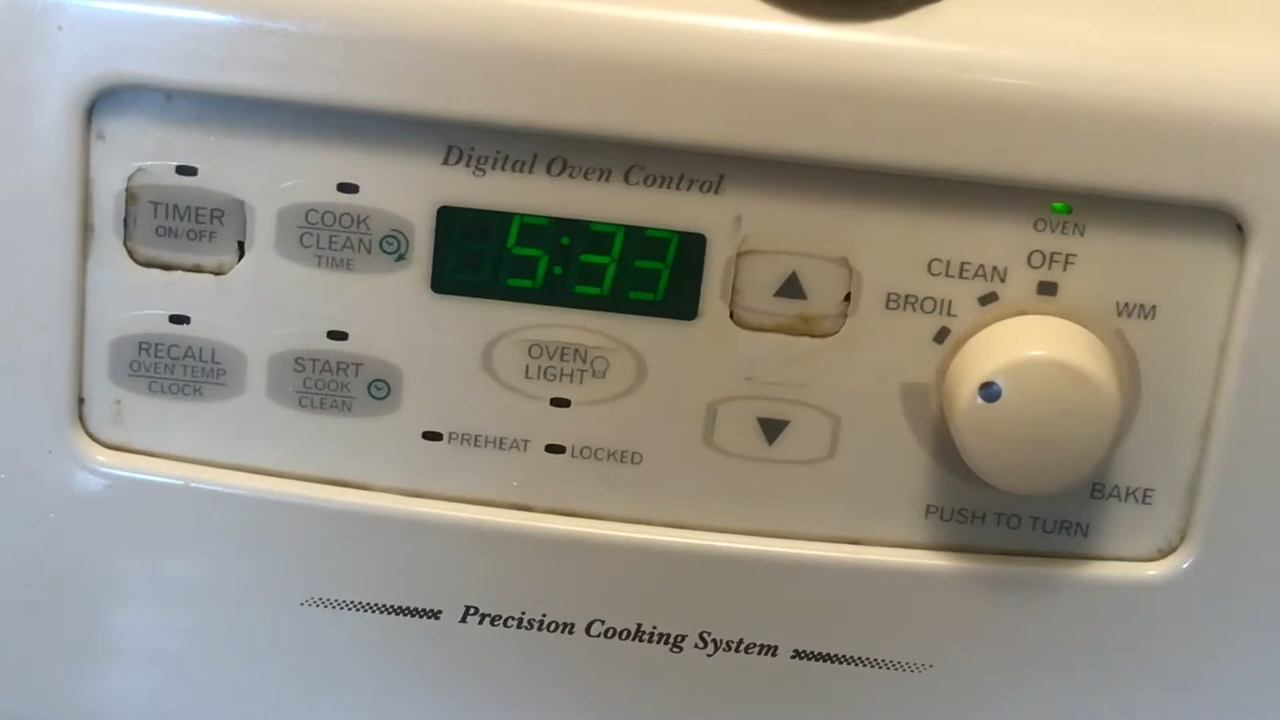 Digital Oven Control
TIMER
ON/OFF
COOK
CLEAN
TIME
5:33
▲
OVEN
OFF
CLEAN
BROIL
WM
RECALL
OVEN TEMP
CLOCK
START
COOK
CLEAN
OVEN
LIGHT
▼
PREHEAT
LOCKED
BAKE
PUSH TO TURN
Precision Cooking System